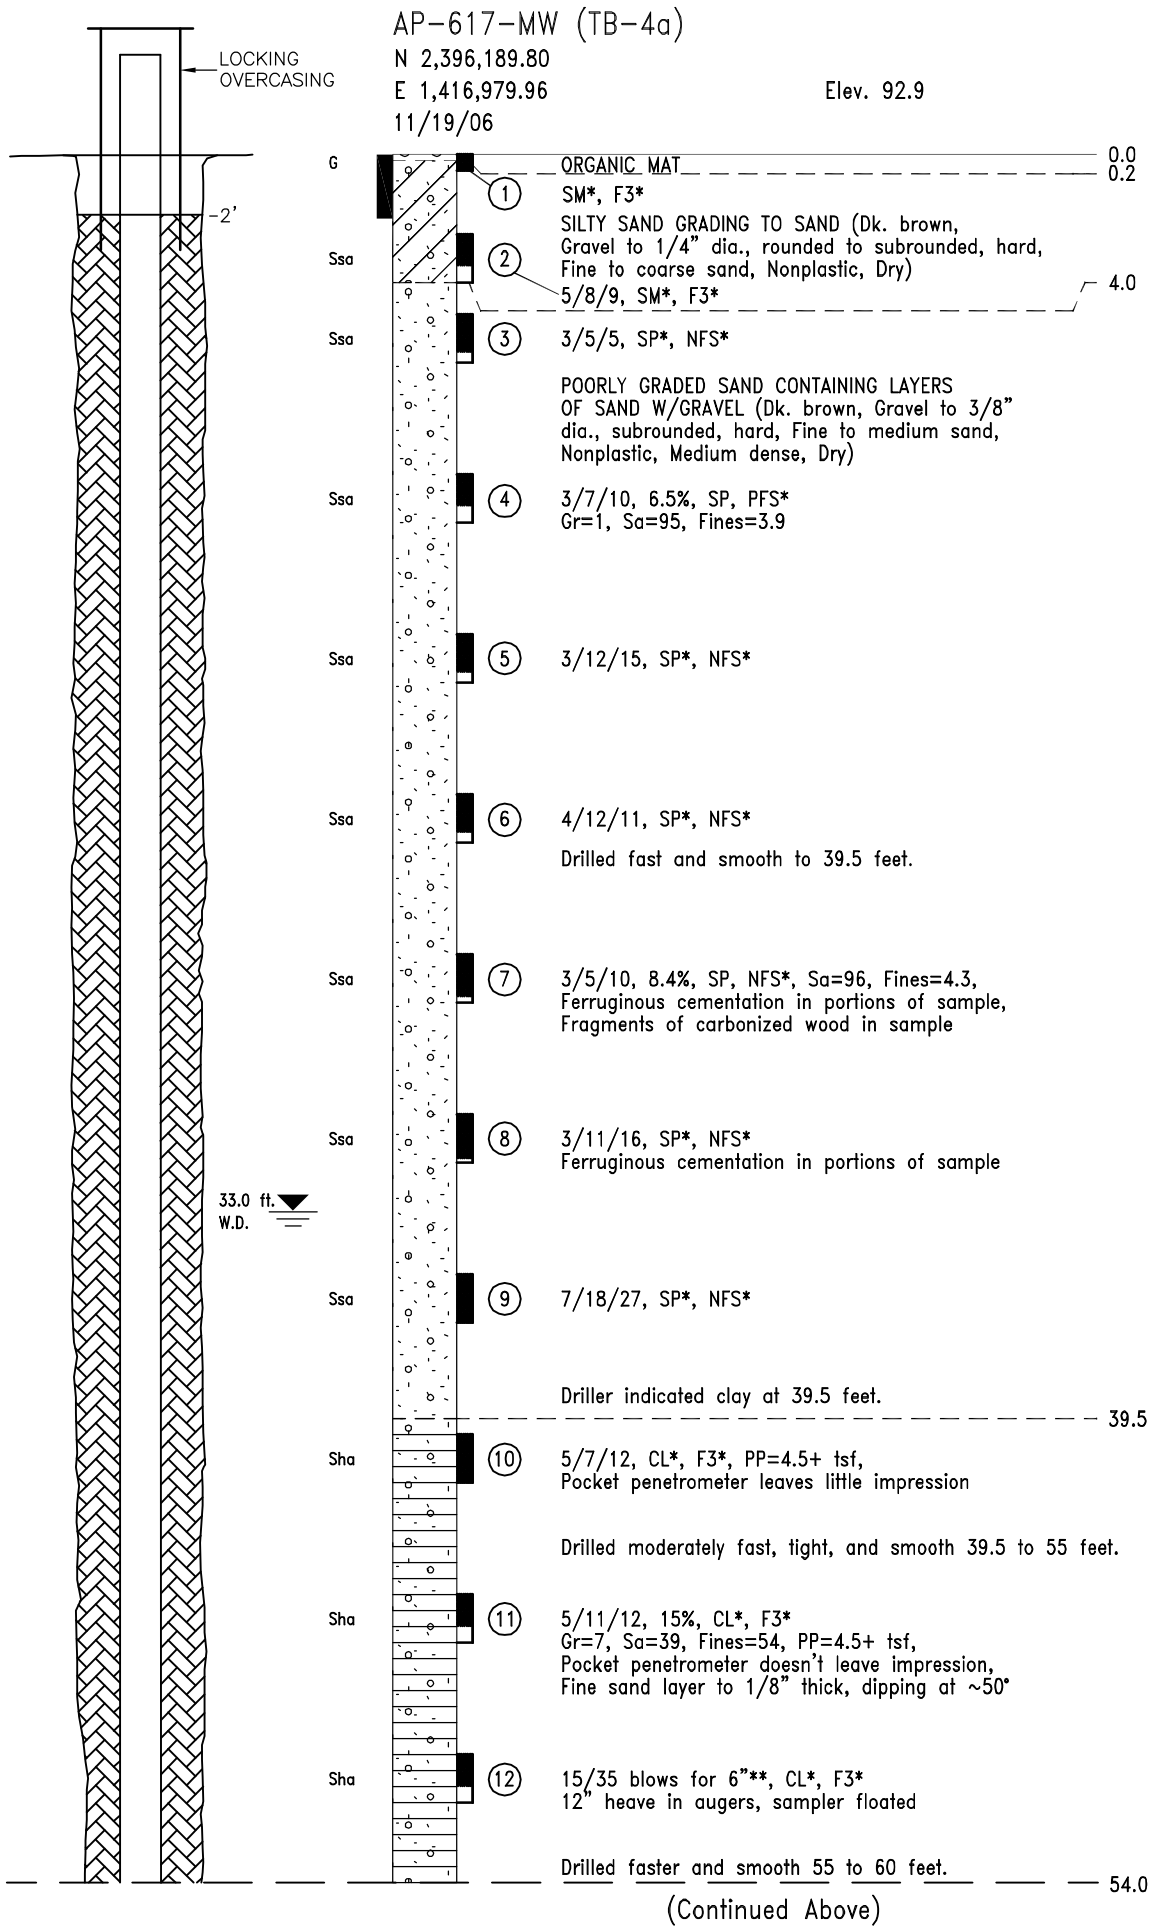 AP-617-MW (TB-4a)
N 2,396,189.80
E 1,416,979.96
Elev. 92.9
11/19/06
LOCKING
OVERCASING
G
ORGANIC MAT
0.0
0.2
1
SM*, F3*
-2'
SILTY SAND GRADING TO SAND (Dk. brown,
Gravel to 1/4” dia., rounded to subrounded, hard,
Fine to coarse sand, Nonplastic, Dry)
Ssa
2
5/8/9, SM*, F3*
4.0
Ssa
3
3/5/5, SP*, NFS*
POORLY GRADED SAND CONTAINING LAYERS
OF SAND W/GRAVEL (Dk. brown, Gravel to 3/8”
dia., subrounded, hard, Fine to medium sand,
Nonplastic, Medium dense, Dry)
Ssa
4
3/7/10, 6.5%, SP, PFS*
Gr=1, Sa=95, Fines=3.9
Ssa
5
3/12/15, SP*, NFS*
Ssa
6
4/12/11, SP*, NFS*
Drilled fast and smooth to 39.5 feet.
Ssa
7
3/5/10, 8.4%, SP, NFS*, Sa=96, Fines=4.3,
Ferruginous cementation in portions of sample,
Fragments of carbonized wood in sample
Ssa
8
3/11/16, SP*, NFS*
Ferruginous cementation in portions of sample
33.0 ft.
W.D.
Ssa
9
7/18/27, SP*, NFS*
Driller indicated clay at 39.5 feet.
39.5
Sha
10
5/7/12, CL*, F3*, PP=4.5+ tsf,
Pocket penetrometer leaves little impression
Drilled moderately fast, tight, and smooth 39.5 to 55 feet.
Sha
11
5/11/12, 15%, CL*, F3*
Gr=7, Sa=39, Fines=54, PP=4.5+ tsf,
Pocket penetrometer doesn't leave impression,
Fine sand layer to 1/8” thick, dipping at ~50°
Sha
12
15/35 blows for 6”**, CL*, F3*
12” heave in augers, sampler floated
Drilled faster and smooth 55 to 60 feet.
54.0
(Continued Above)